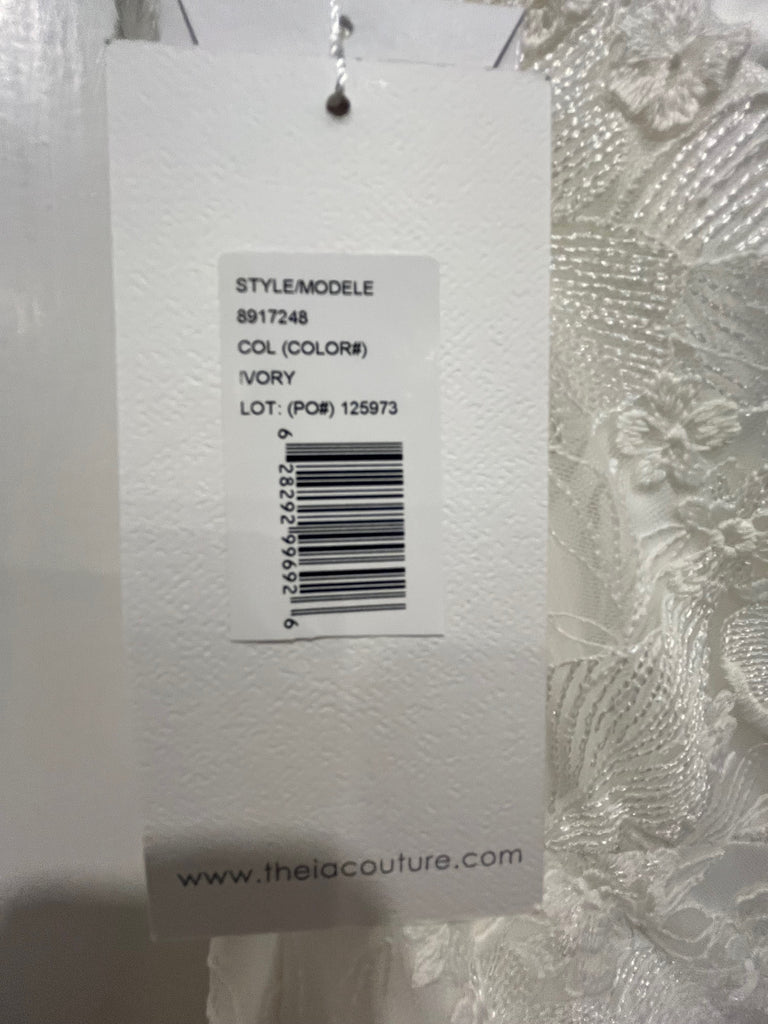 STYLE/MODELE
8917248
COL (COLOR#)
IVORY
LOT: (PO#) 125973
6 28292 99692 6
www.theiacouture.com